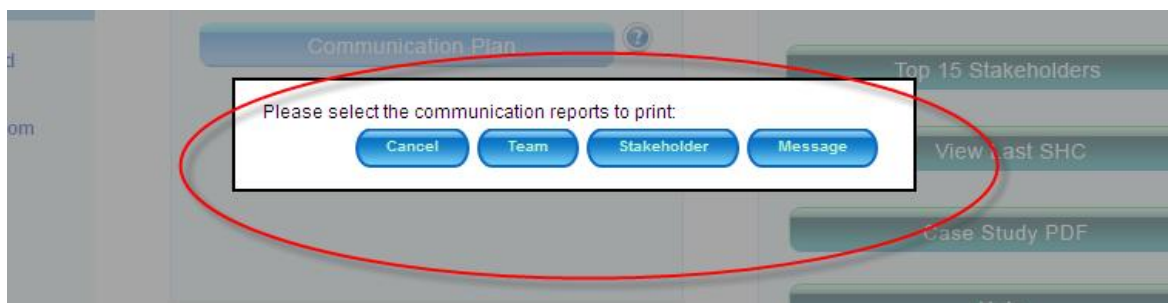 Communication Plan
?
Top 15 Stakeholders
Please select the communication reports to print:
om
Cancel Team Stakeholder Message
View Last SHC
Case Study PDF